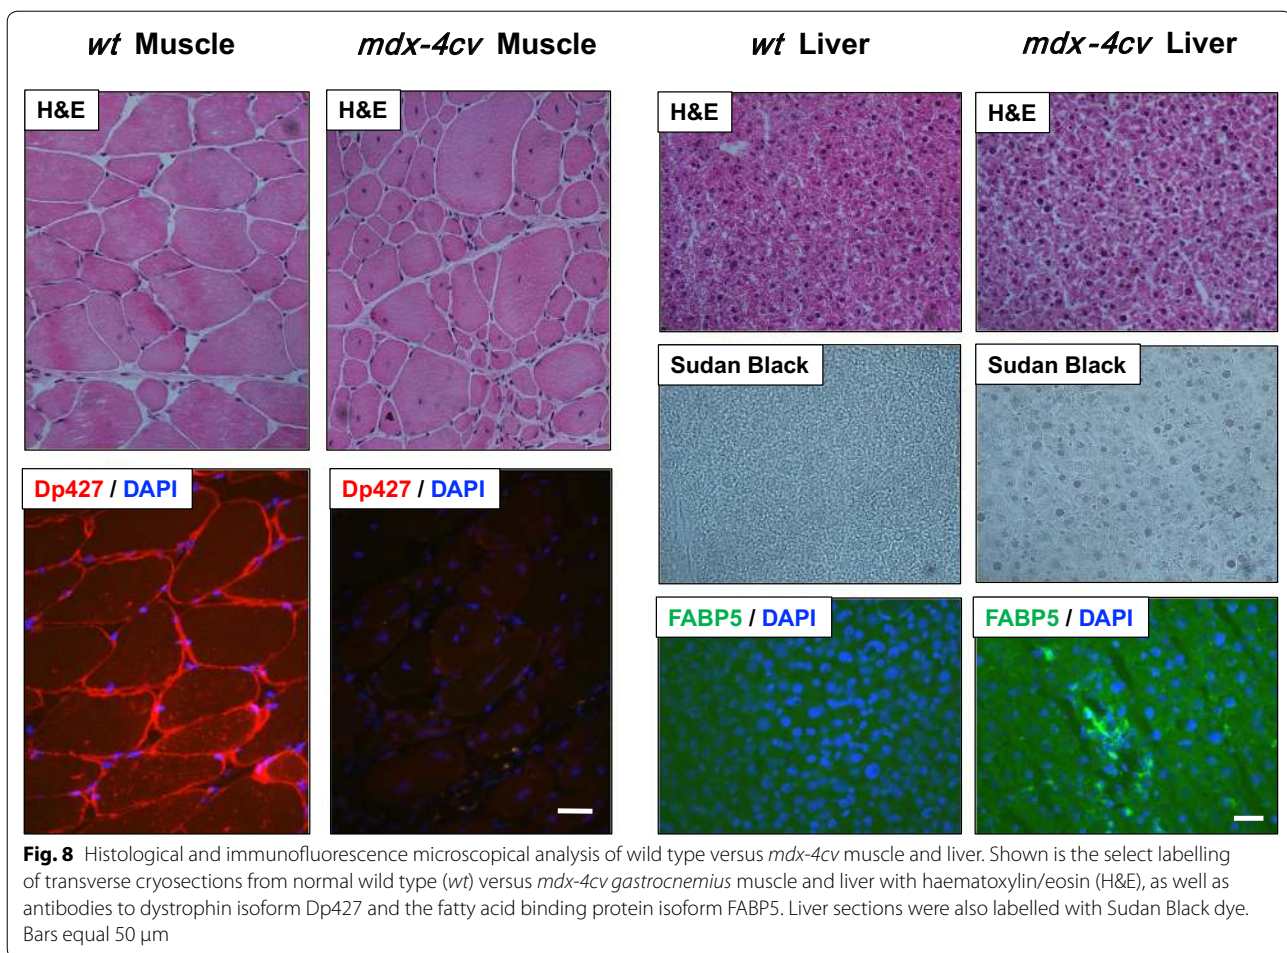 wt Muscle
mdx-4cv Muscle
wt Liver
mdx-4cv Liver
H&E
H&E
H&E
H&E
Sudan Black
Sudan Black
Dp427 / DAPI
Dp427 / DAPI
FABP5 / DAPI
FABP5 / DAPI
Fig. 8 Histological and immunofluorescence microscopical analysis of wild type versus mdx-4cv muscle and liver. Shown is the select labelling
of transverse cryosections from normal wild type (wt) versus mdx-4cv gastrocnemius muscle and liver with haematoxylin/eosin (H&E), as well as
antibodies to dystrophin isoform Dp427 and the fatty acid binding protein isoform FABP5. Liver sections were also labelled with Sudan Black dye.
Bars equal 50 µm